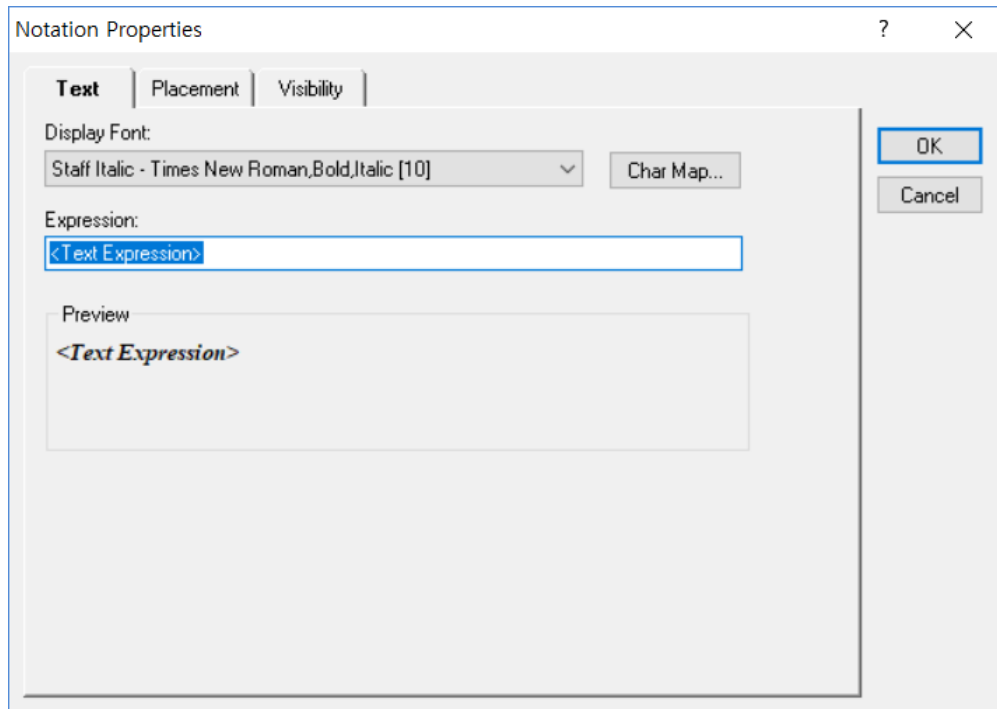 Notation Properties
?
Text
Placement
Visibility
Display Font:
Staff Italic - Times New Roman,Bold,Italic [10]
Char Map...
Expression:
<Text Expression>
Preview
<Text Expression>
OK
Cancel